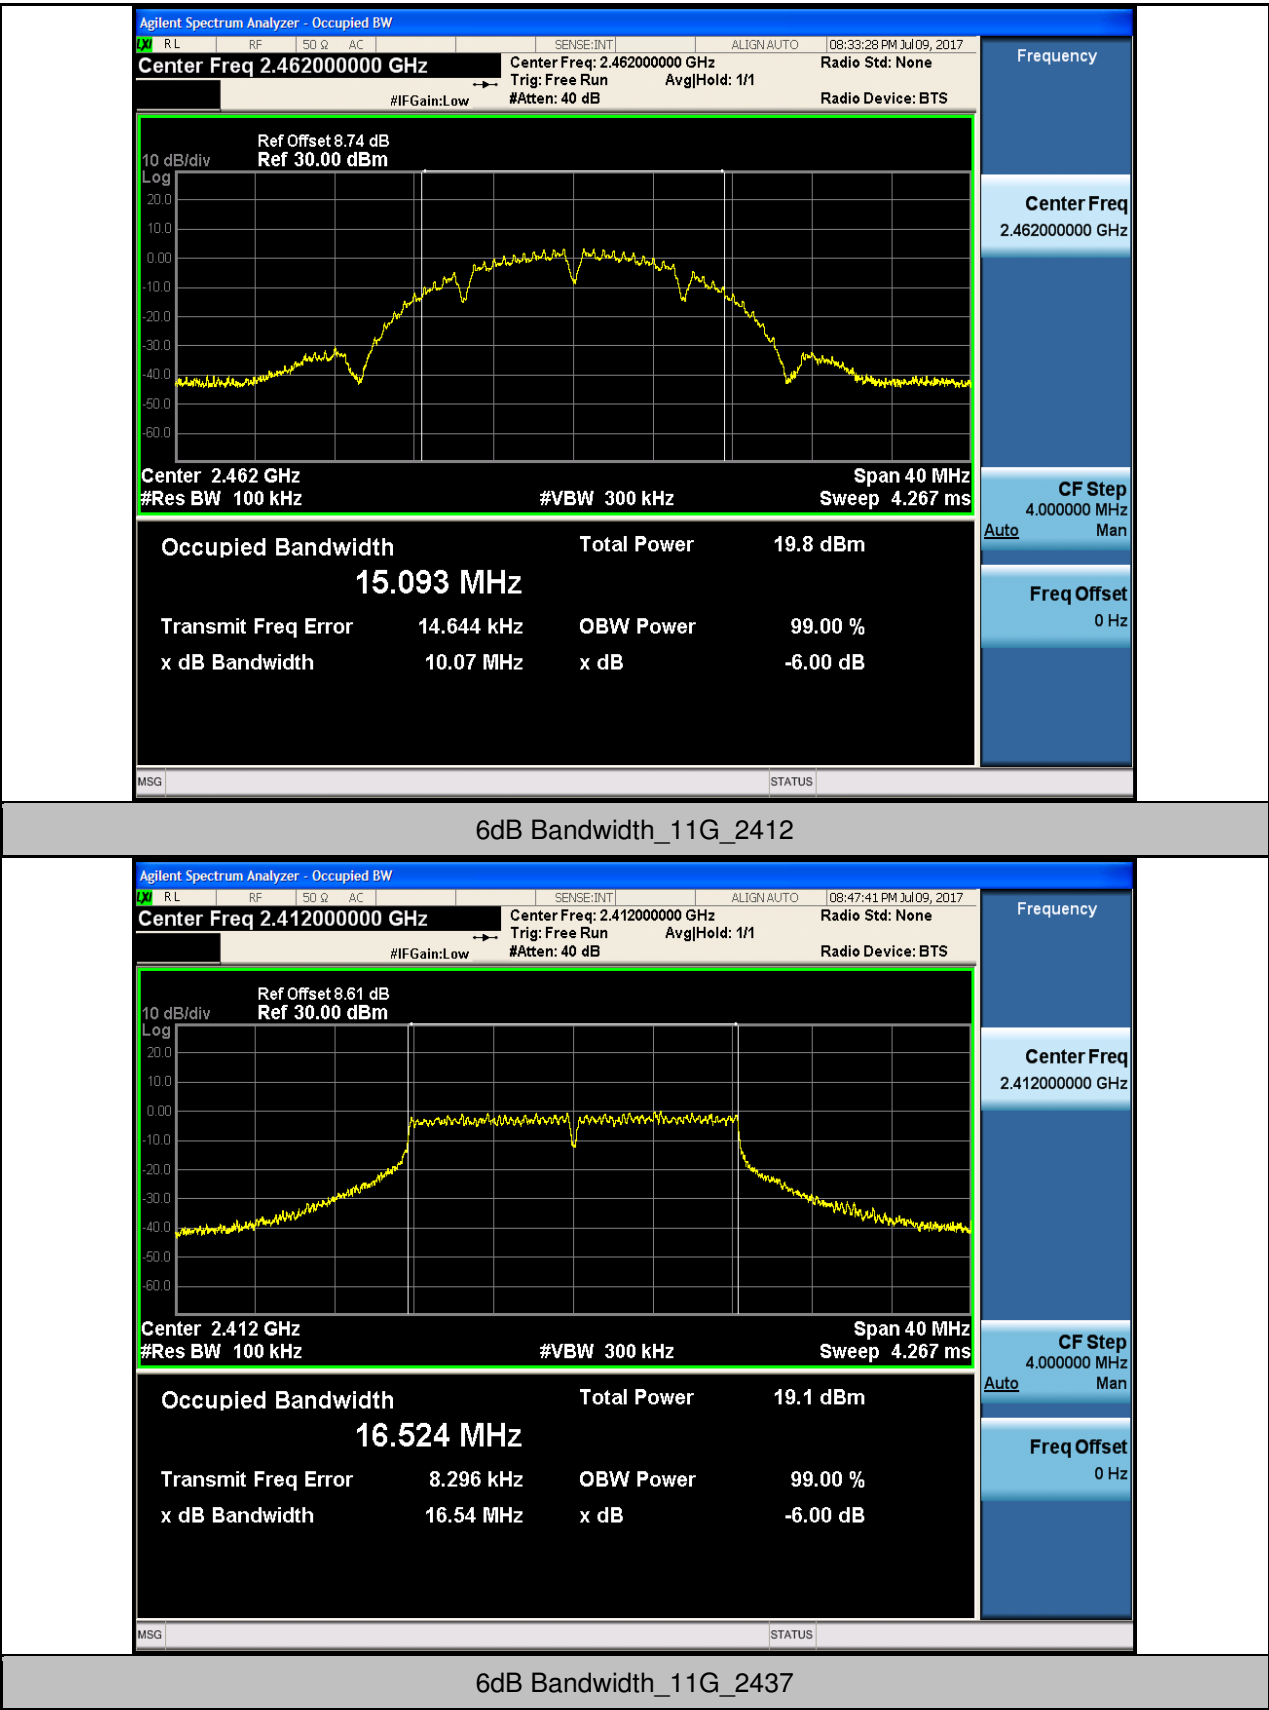 Agilent Spectrum Analyzer - Occupied BW
LXI RL RF 50 Ω AC SENSE:INT ALIGN AUTO 08:33:28 PM Jul 09, 2017
Center Freq 2.462000000 GHz
Center Freq: 2.462000000 GHz
Radio Std: None
Trig: Free Run Avg|Hold: 1/1
#IFGain:Low #Atten: 40 dB Radio Device: BTS
Frequency
Ref Offset 8.74 dB
10 dB/div Ref 30.00 dBm
Log
20.0
10.0
0.00
-10.0
-20.0
-30.0
-40.0
-50.0
-60.0
Center Freq
2.462000000 GHz
Center 2.462 GHz Span 40 MHz
#Res BW 100 kHz #VBW 300 kHz Sweep 4.267 ms
CF Step
4.000000 MHz
Auto Man
Occupied Bandwidth Total Power 19.8 dBm
15.093 MHz
Transmit Freq Error 14.644 kHz OBW Power 99.00 %
x dB Bandwidth 10.07 MHz x dB -6.00 dB
Freq Offset
0 Hz
MSG STATUS
6dB Bandwidth_11G_2412
Agilent Spectrum Analyzer - Occupied BW
LXI RL RF 50 Ω AC SENSE:INT ALIGN AUTO 08:47:41 PM Jul 09, 2017
Center Freq 2.412000000 GHz
Center Freq: 2.412000000 GHz
Radio Std: None
Trig: Free Run Avg|Hold: 1/1
#IFGain:Low #Atten: 40 dB Radio Device: BTS
Frequency
Ref Offset 8.61 dB
10 dB/div Ref 30.00 dBm
Log
20.0
10.0
0.00
-10.0
-20.0
-30.0
-40.0
-50.0
-60.0
Center Freq
2.412000000 GHz
Center 2.412 GHz Span 40 MHz
#Res BW 100 kHz #VBW 300 kHz Sweep 4.267 ms
CF Step
4.000000 MHz
Auto Man
Occupied Bandwidth Total Power 19.1 dBm
16.524 MHz
Transmit Freq Error 8.296 kHz OBW Power 99.00 %
x dB Bandwidth 16.54 MHz x dB -6.00 dB
Freq Offset
0 Hz
MSG STATUS
6dB Bandwidth_11G_2437